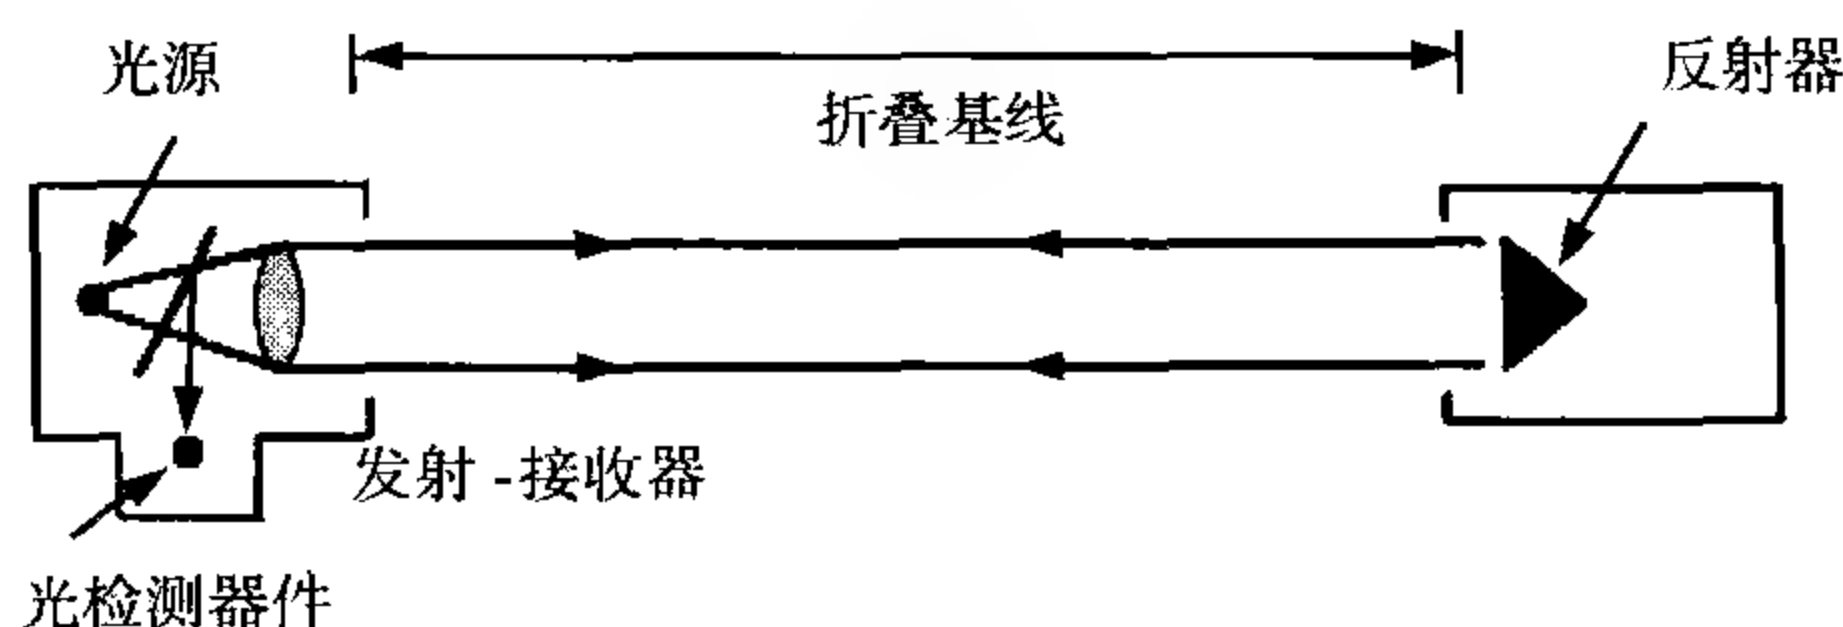 光源
反射器
折叠基线
发射-接收器
光检测器件